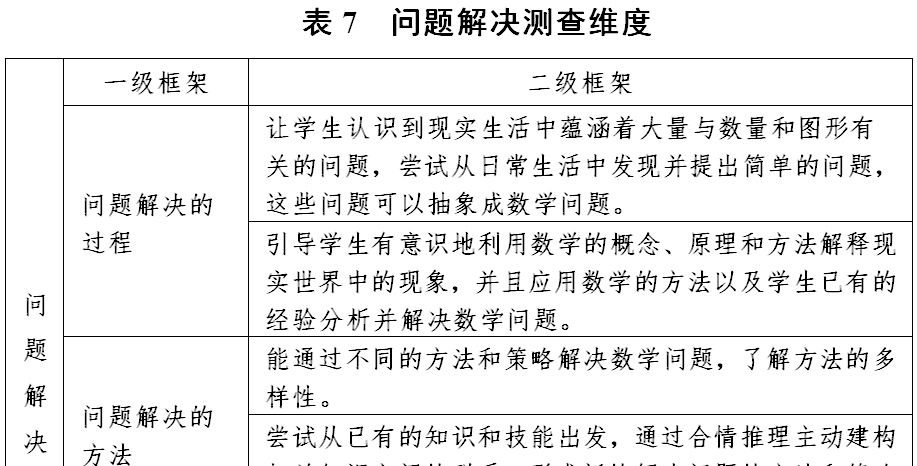 表 7 问题解决测查维度
一级框架
二级框架
问题解决
问题解决的
过程
让学生认识到现实生活中蕴涵着大量与数量和图形有
关的问题，尝试从日常生活中发现并提出简单的问题，
这些问题可以抽象成数学问题。
引导学生有意识地利用数学的概念、原理和方法解释现
实世界中的现象，并且应用数学的方法以及学生已有的
经验分析并解决数学问题。
问题解决的
方法
能通过不同的方法和策略解决数学问题，了解方法的多
样性。
尝试从已有的知识和技能出发，通过合情推理主动建构